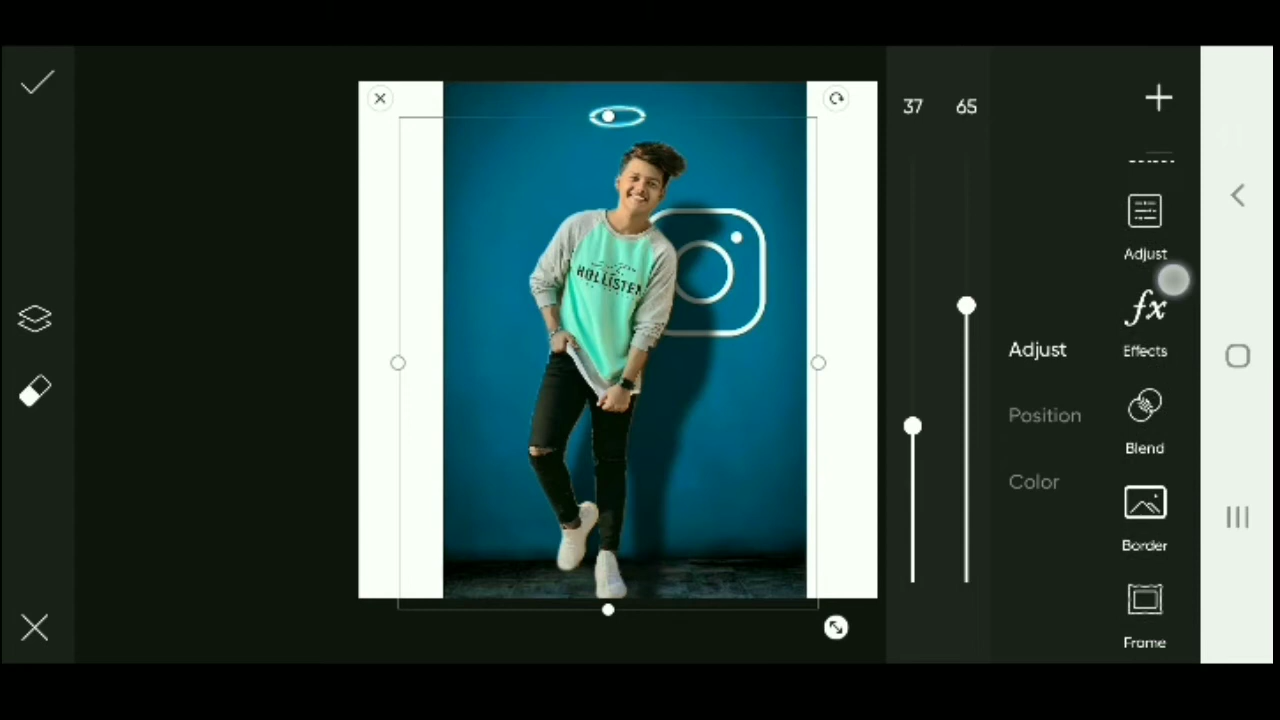 37 65
Adjust
Effects
Adjust
Position
Blend
Color
Border
Frame
HOLLISTER